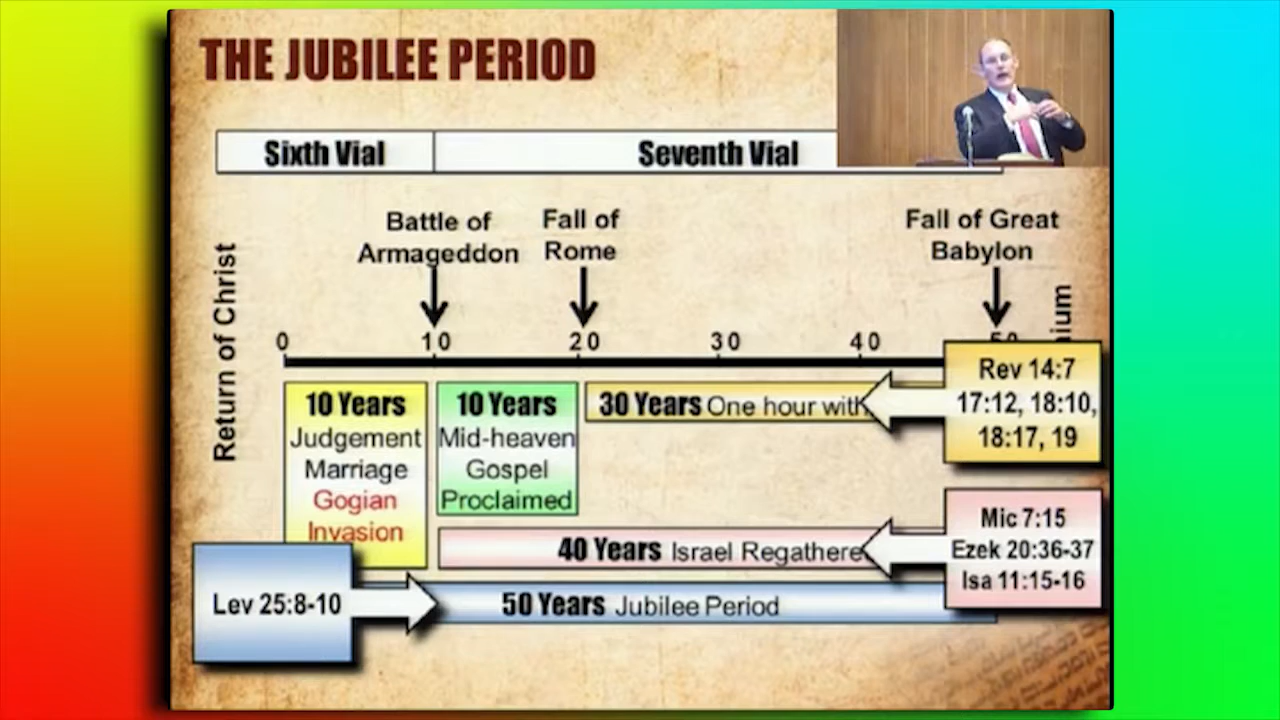 THE JUBILEE PERIOD
Sixth Vial
Seventh Vial
Battle of
Armageddon
Fall of
Rome
Fall of Great
Babylon
Return of Christ
0
10
20
30
40
10 Years
Judgement
Marriage
Gogian
Invasion
10 Years
Mid-heaven
Gospel
Proclaimed
30 Years One hour with
Rev 14:7
17:12, 18:10,
18:17, 19
40 Years Israel Regathere
Mic 7:15
Ezek 20:36-37
Isa 11:15-16
Lev 25:8-10
50 Years Jubilee Period